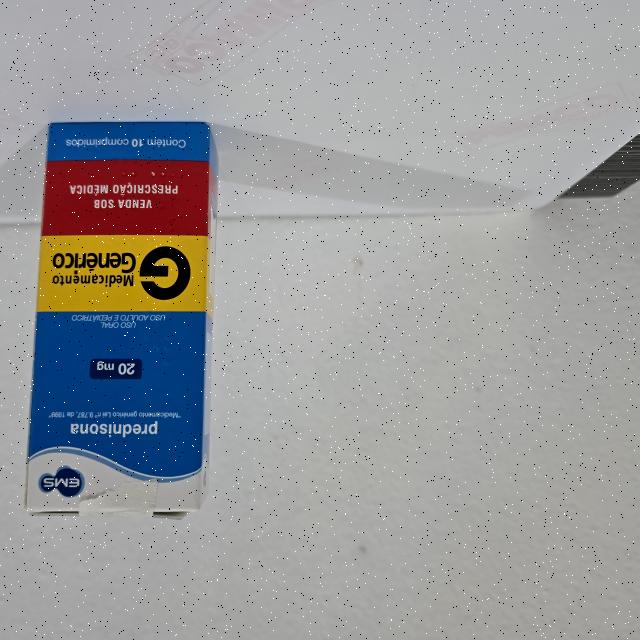 EMS
prednisona
"Medicamento genérico Lei nº 9.787, de 1999"
20 mg
USO ORAL
USO ADULTO E PEDIÁTRICO
G Medicamento
Genérico
VENDA SOB
PRESCRIÇÃO MÉDICA
Contém 10 comprimidos